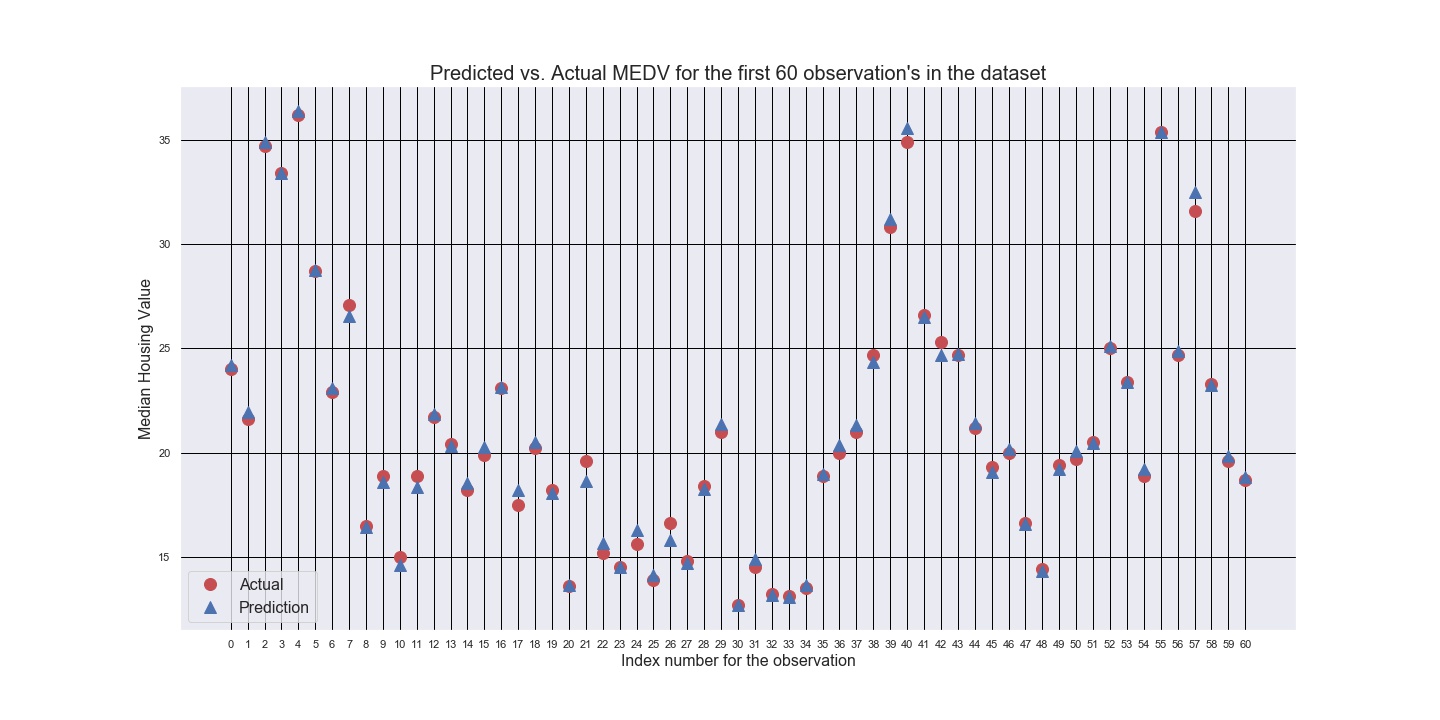 Predicted vs. Actual MEDV for the first 60 observation's in the dataset
Median Housing Value
35
30
25
20
15
Actual
Prediction
0 1 2 3 4 5 6 7 8 9 10 11 12 13 14 15 16 17 18 19 20 21 22 23 24 25 26 27 28 29 30 31 32 33 34 35 36 37 38 39 40 41 42 43 44 45 46 47 48 49 50 51 52 53 54 55 56 57 58 59 60
Index number for the observation